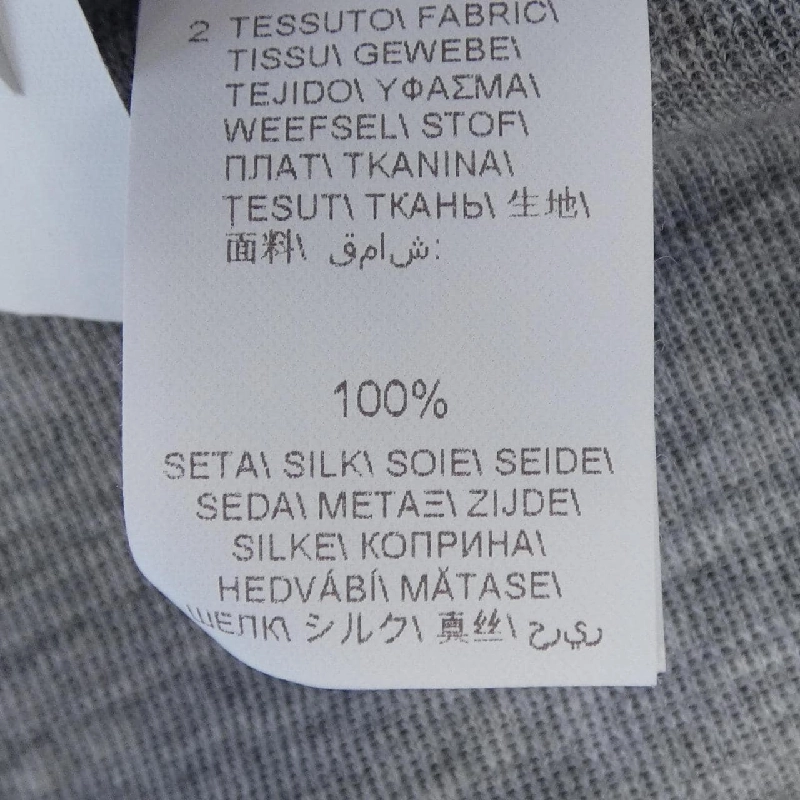 2 TESSUTO\ FABRIC\
TISSU\ GEWEBE\
TEJIDO\ ΥΦΑΣΜΑ\
WEEFSEL\ STOF\
ПЛАТ\ TKANINA\
ȚESUT\ ТКАНЬ\ 生地\
面料\ قماش:
100%
SETA\ SILK\ SOIE\ SEIDE\
SEDA\ ΜΕΤΑΞ\ ZIJDE\
SILKE\ КОПРИНА\
HEDVÁBÍ\ MĂTASE\
ШЕЛК\ シルク\ 真丝\ حرير